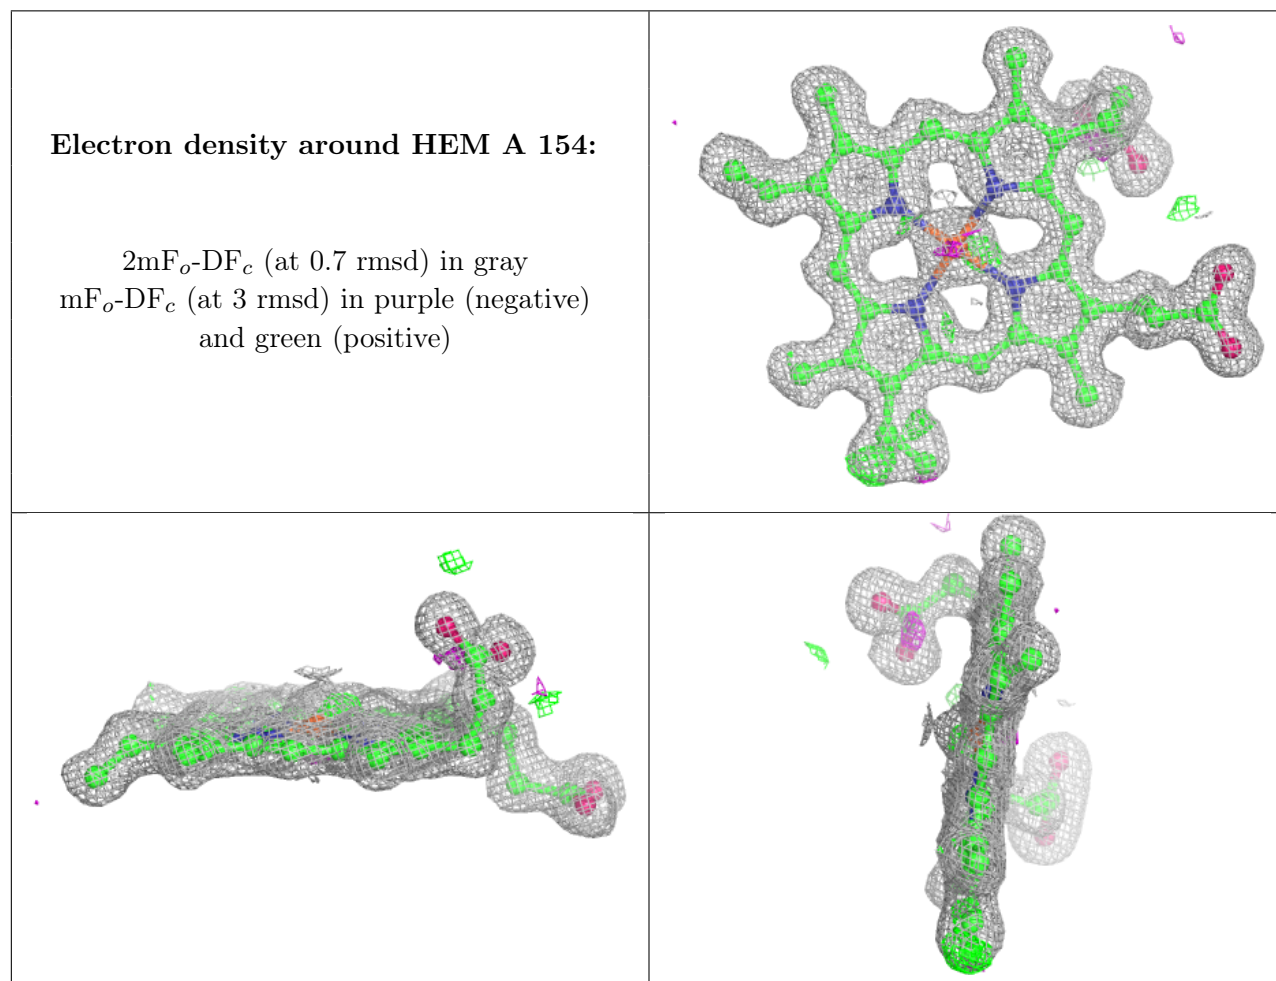 Electron density around HEM A 154:
2mFo-DFc (at 0.7 rmsd) in gray
mFo-DFc (at 3 rmsd) in purple (negative)
and green (positive)